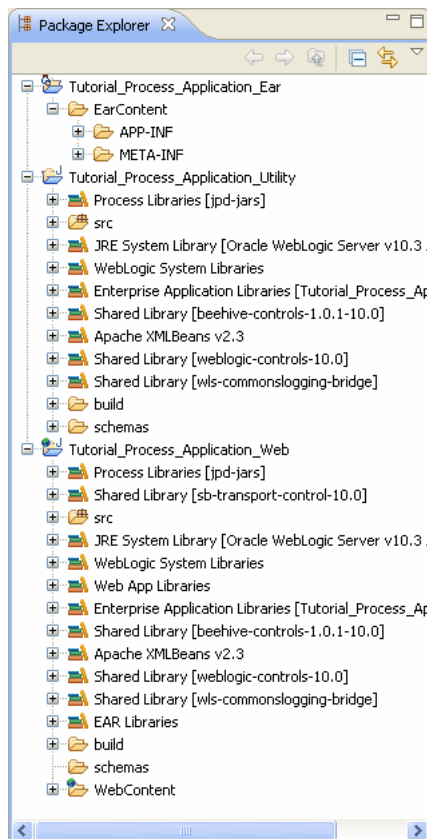 Package Explorer
Tutorial_Process_Application_Ear
EarContent
APP-INF
META-INF
Tutorial_Process_Application_Utility
Process Libraries [jpd-jars]
src
JRE System Library [Oracle WebLogic Server v10.3 .
WebLogic System Libraries
Enterprise Application Libraries [Tutorial_Process_Ap
Shared Library [beehive-controls-1.0.1-10.0]
Apache XMLBeans v2.3
Shared Library [weblogic-controls-10.0]
Shared Library [wls-commonslogging-bridge]
build
schemas
Tutorial_Process_Application_Web
Process Libraries [jpd-jars]
Shared Library [sb-transport-control-10.0]
src
JRE System Library [Oracle WebLogic Server v10.3 .
WebLogic System Libraries
Web App Libraries
Enterprise Application Libraries [Tutorial_Process_Ap
Shared Library [beehive-controls-1.0.1-10.0]
Apache XMLBeans v2.3
Shared Library [weblogic-controls-10.0]
Shared Library [wls-commonslogging-bridge]
EAR Libraries
build
schemas
WebContent